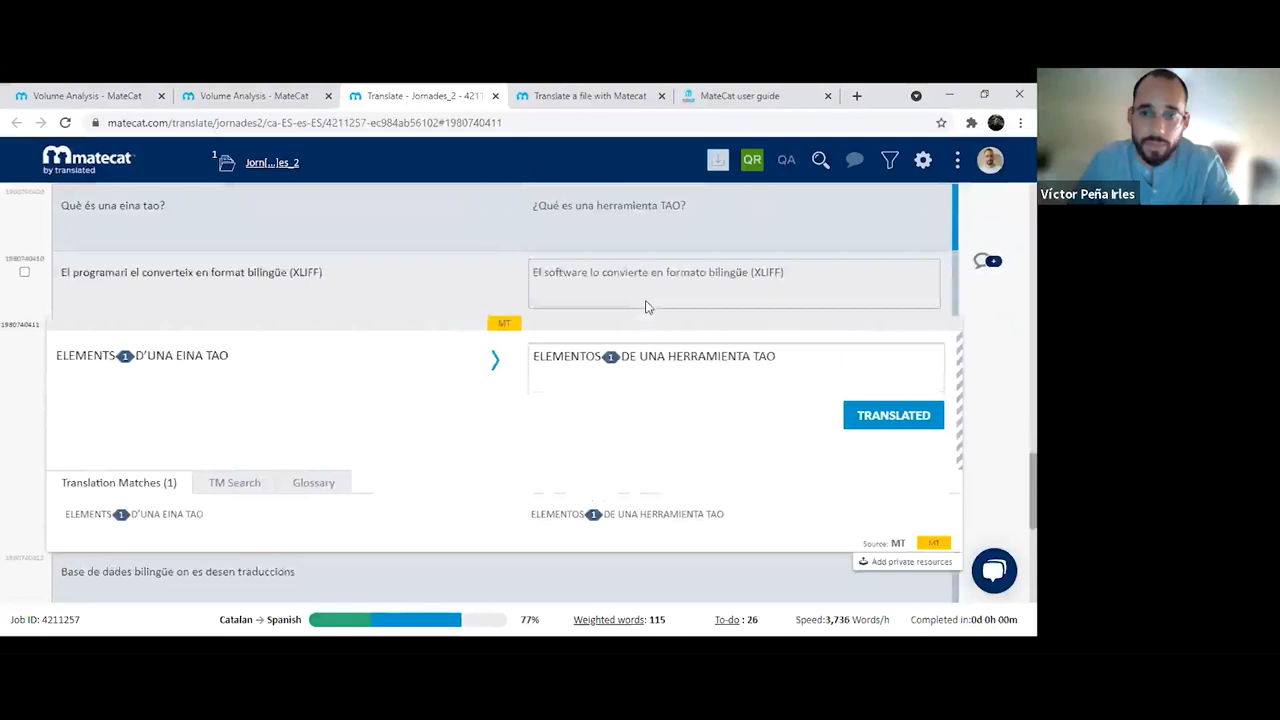 Volume Analysis - MateCat
Volume Analysis - MateCat
Translate - Jornades_2 - 4211
Translate a file with Matecat
MateCat user guide
matecat.com/translate/jornades2/ca-ES-es-ES/4211257-ec984ab56102#1980740411
matecat
by translated
1
Jorn[...]es_2
QR
QA
Víctor Peña Irles
Què és una eina tao?
¿Qué es una herramienta TAO?
1980740410
El programari el converteix en format bilingüe (XLIFF)
El software lo convierte en formato bilingüe (XLIFF)
1980740411
MT
ELEMENTS 1 D'UNA EINA TAO
ELEMENTOS 1 DE UNA HERRAMIENTA TAO
TRANSLATED
Translation Matches (1)
TM Search
Glossary
ELEMENTS 1 D'UNA EINA TAO
ELEMENTOS 1 DE UNA HERRAMIENTA TAO
Source: MT
MT
Add private resources
1980740412
Base de dades bilingüe on es desen traduccions
Job ID: 4211257
Catalan → Spanish
77%
Weighted words: 115
To-do : 26
Speed:3,736 Words/h
Completed in:0d 0h 00m